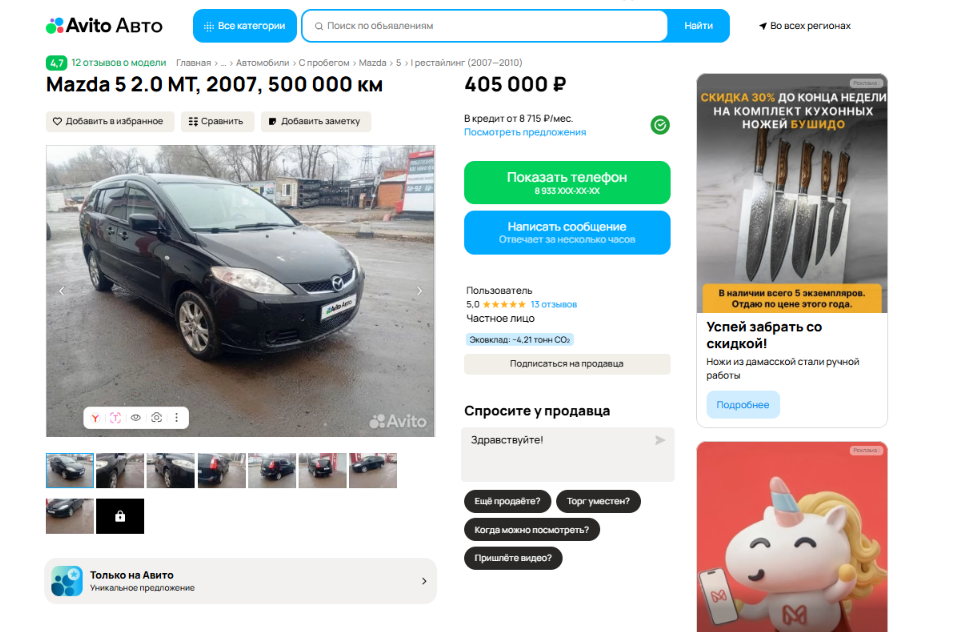 Avito Авто
Все категории
Поиск по объявлениям
Найти
Во всех регионах
4,7 12 отзывов о модели Главная › ... › Автомобили › С пробегом › Mazda › 5 › I рестайлинг (2007—2010)
Mazda 5 2.0 MT, 2007, 500 000 км
405 000 ₽
Добавить в избранное
Сравнить
Добавить заметку
В кредит от 8 715 ₽/мес.
Посмотреть предложения
Показать телефон
8 933 XXX-XX-XX
Написать сообщение
Отвечает за несколько часов
Avito Авто
Avito
Пользователь
5,0 ★★★★★ 13 отзывов
Частное лицо
Эковклад: −4,21 тонн CO₂
Подписаться на продавца
Спросите у продавца
Здравствуйте!
Ещё продаёте?
Торг уместен?
Когда можно посмотреть?
Пришлёте видео?
Только на Авито
Уникальное предложение
Реклама
СКИДКА 30% ДО КОНЦА НЕДЕЛИ
НА КОМПЛЕКТ КУХОННЫХ
НОЖЕЙ БУШИДО
В наличии всего 5 экземпляров.
Отдаю по цене этого года.
Успей забрать со
скидкой!
Ножи из дамасской стали ручной
работы
Подробнее
Реклама